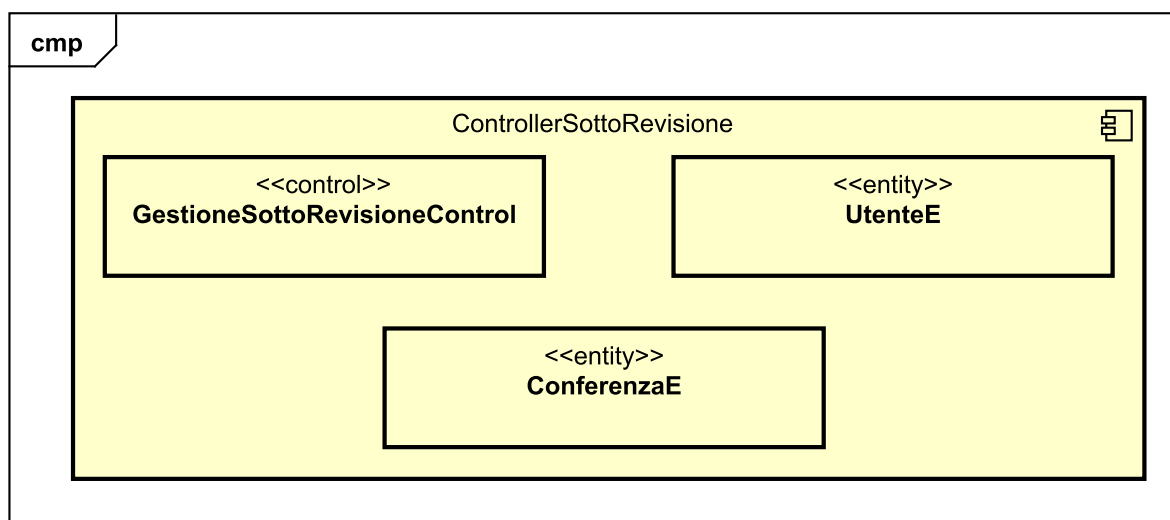 cmp
ControllerSottoRevisione
<<control>>
GestioneSottoRevisioneControl
<<entity>>
UtenteE
<<entity>>
ConferenzaE